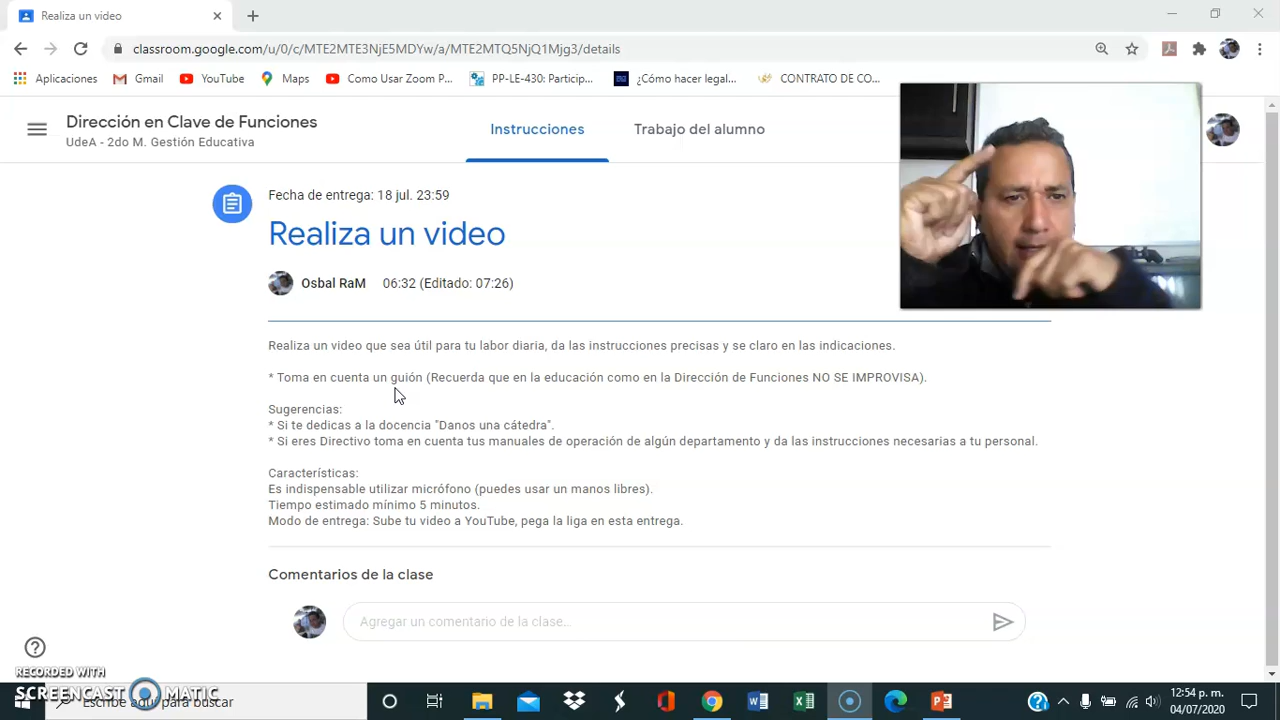 Realiza un video
classroom.google.com/u/0/c/MTE2MTE3NjE5MDYw/a/MTE2MTQ5NjQ1Mjg3/details
Aplicaciones Gmail YouTube Maps Como Usar Zoom P... PP-LE-430: Particip... ¿Cómo hacer legal... CONTRATO DE CO...
Dirección en Clave de Funciones
UdeA - 2do M. Gestión Educativa
Instrucciones Trabajo del alumno
Fecha de entrega: 18 jul. 23:59
Realiza un video
Osbal RaM 06:32 (Editado: 07:26)
Realiza un video que sea útil para tu labor diaria, da las instrucciones precisas y se claro en las indicaciones.
* Toma en cuenta un guión (Recuerda que en la educación como en la Dirección de Funciones NO SE IMPROVISA).
Sugerencias:
* Si te dedicas a la docencia "Danos una cátedra".
* Si eres Directivo toma en cuenta tus manuales de operación de algún departamento y da las instrucciones necesarias a tu personal.
Características:
Es indispensable utilizar micrófono (puedes usar un manos libres).
Tiempo estimado mínimo 5 minutos.
Modo de entrega: Sube tu video a YouTube, pega la liga en esta entrega.
Comentarios de la clase
Agregar un comentario de la clase...
RECORDED WITH
SCREENCAST MATIC
Escribe aquí para buscar
12:54 p. m.
04/07/2020